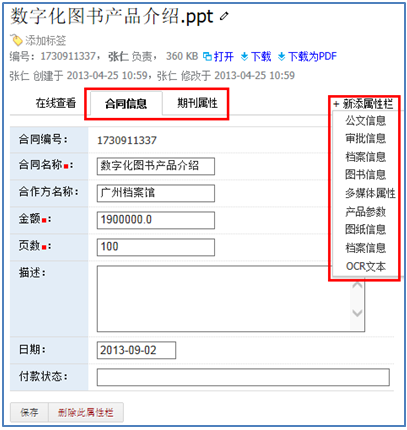 数字化图书产品介绍.ppt
添加标签
编号：1730911337，张仁 负责，360 KB 打开 下载 下载为PDF
张仁 创建于 2013-04-25 10:59，张仁 修改于 2013-04-25 10:59
在线查看 合同信息 期刊属性 + 新添属性栏
公文信息
审批信息
档案信息
图书信息
多媒体属性
产品参数
图纸信息
档案信息
OCR文本
合同编号： 1730911337
合同名称： 数字化图书产品介绍
合作方名称： 广州档案馆
金额： 1900000.0
页数： 100
描述：
日期： 2013-09-02
付款状态：
保存 删除此属性栏